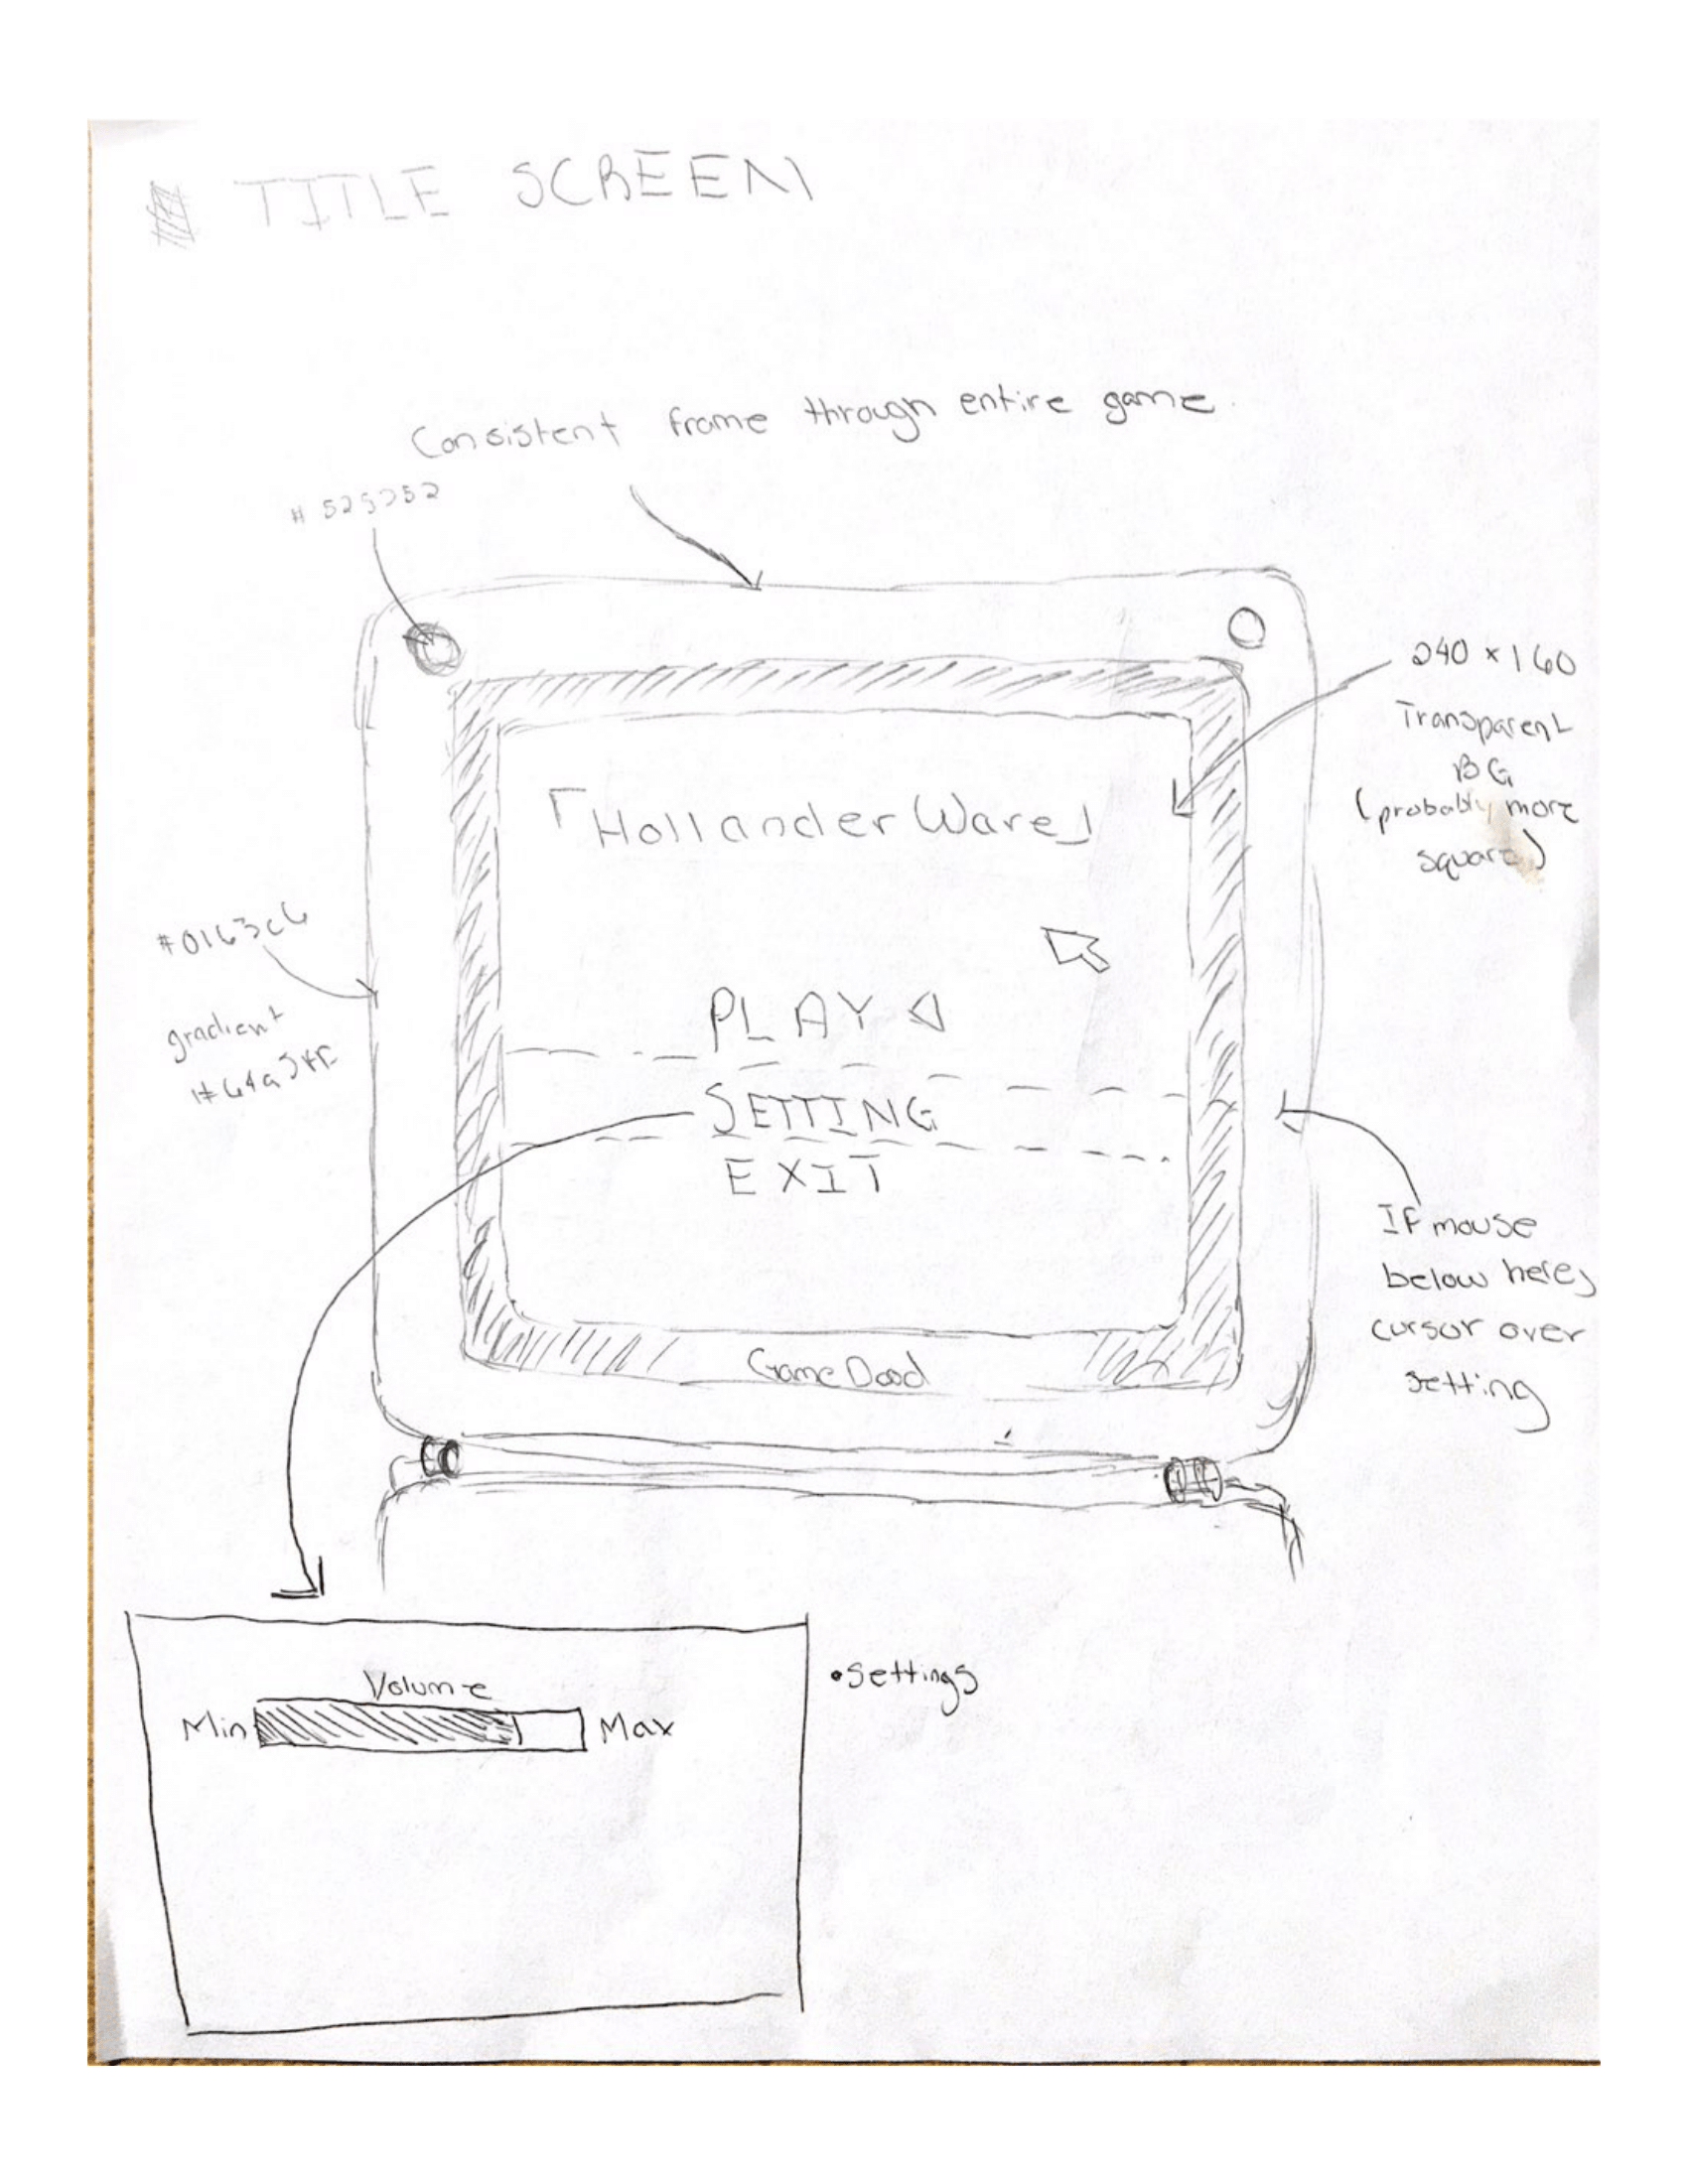 TITLE SCREEN
Consistent frame through entire game
# 525252
240 x 160
Transparent
BG
(probably more
square)
「HollanderWare」
#0163c6
gradient
PLAY ◁
SETTING
EXIT
If mouse
below here,
cursor over
setting
Game Dood
•Settings
Volume
Min
Max